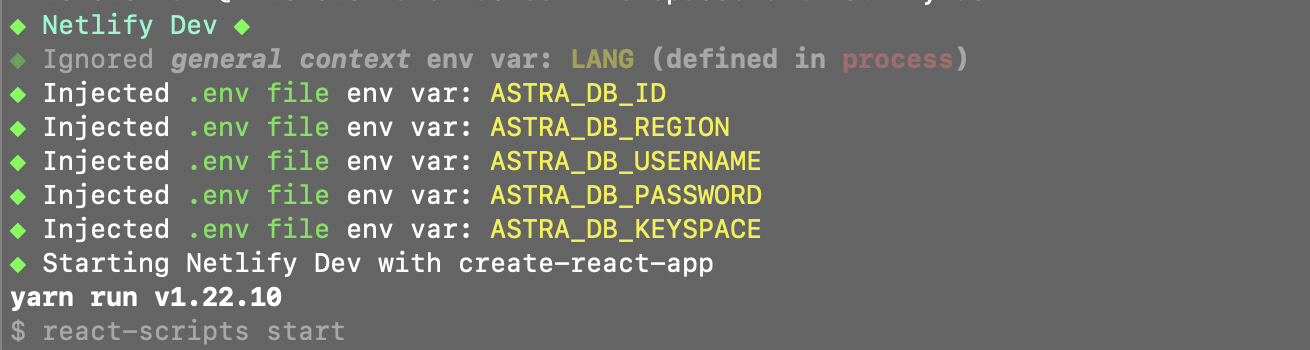 ◆ Netlify Dev ◆
◈ Ignored general context env var: LANG (defined in process)
◆ Injected .env file env var: ASTRA_DB_ID
◆ Injected .env file env var: ASTRA_DB_REGION
◆ Injected .env file env var: ASTRA_DB_USERNAME
◆ Injected .env file env var: ASTRA_DB_PASSWORD
◆ Injected .env file env var: ASTRA_DB_KEYSPACE
◆ Starting Netlify Dev with create-react-app
yarn run v1.22.10
$ react-scripts start